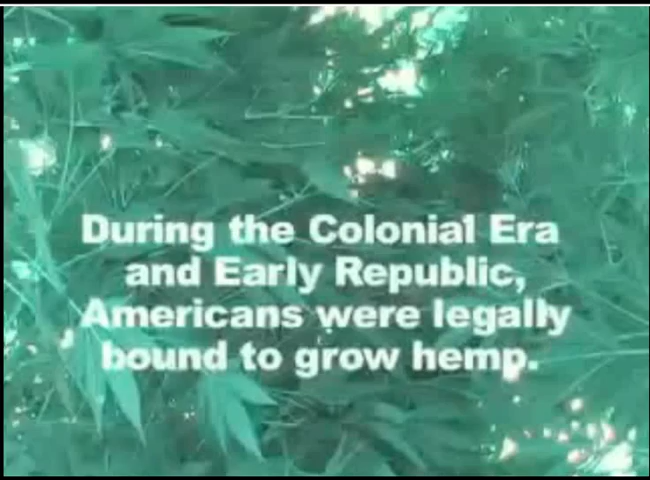 During the Colonial Era
and Early Republic,
Americans were legally
bound to grow hemp.